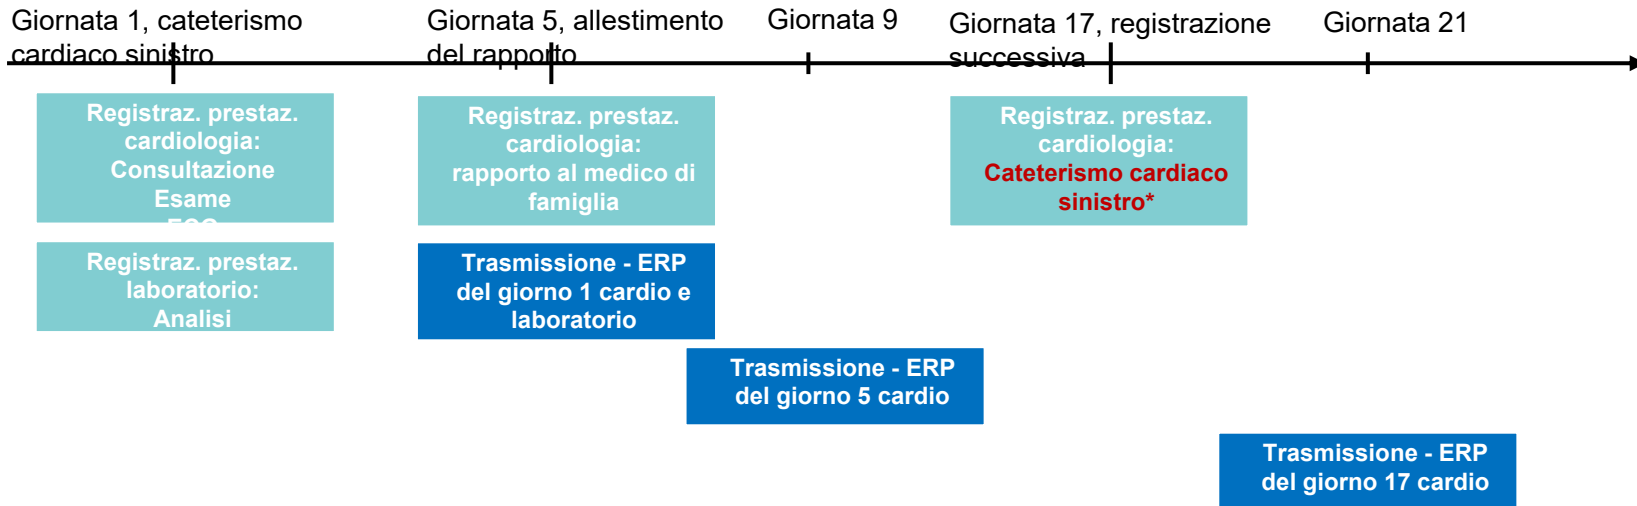 Giornata 1, cateterismo
cardiaco sinistro
Giornata 5, allestimento
del rapporto
Giornata 9
Giornata 17, registrazione
successiva
Giornata 21
Registraz. prestaz.
cardiologia:
Consultazione
Esame
Registraz. prestaz.
laboratorio:
Analisi
Registraz. prestaz.
cardiologia:
rapporto al medico di
famiglia
Trasmissione - ERP
del giorno 1 cardio e
laboratorio
Trasmissione - ERP
del giorno 5 cardio
Registraz. prestaz.
cardiologia:
Cateterismo cardiaco
sinistro*
Trasmissione - ERP
del giorno 17 cardio